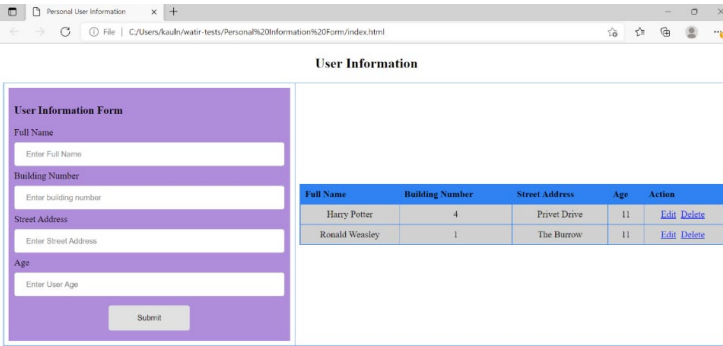 Personal User Information
File | C:/Users/kauln/watir-tests/Personal%20Information%20Form/index.html
User Information
User Information Form
Full Name
Enter Full Name
Building Number
Enter building number
Street Address
Enter Street Address
Age
Enter User Age
Submit
Full Name Building Number Street Address Age Action
Harry Potter 4 Privet Drive 11 Edit Delete
Ronald Weasley 1 The Burrow 11 Edit Delete